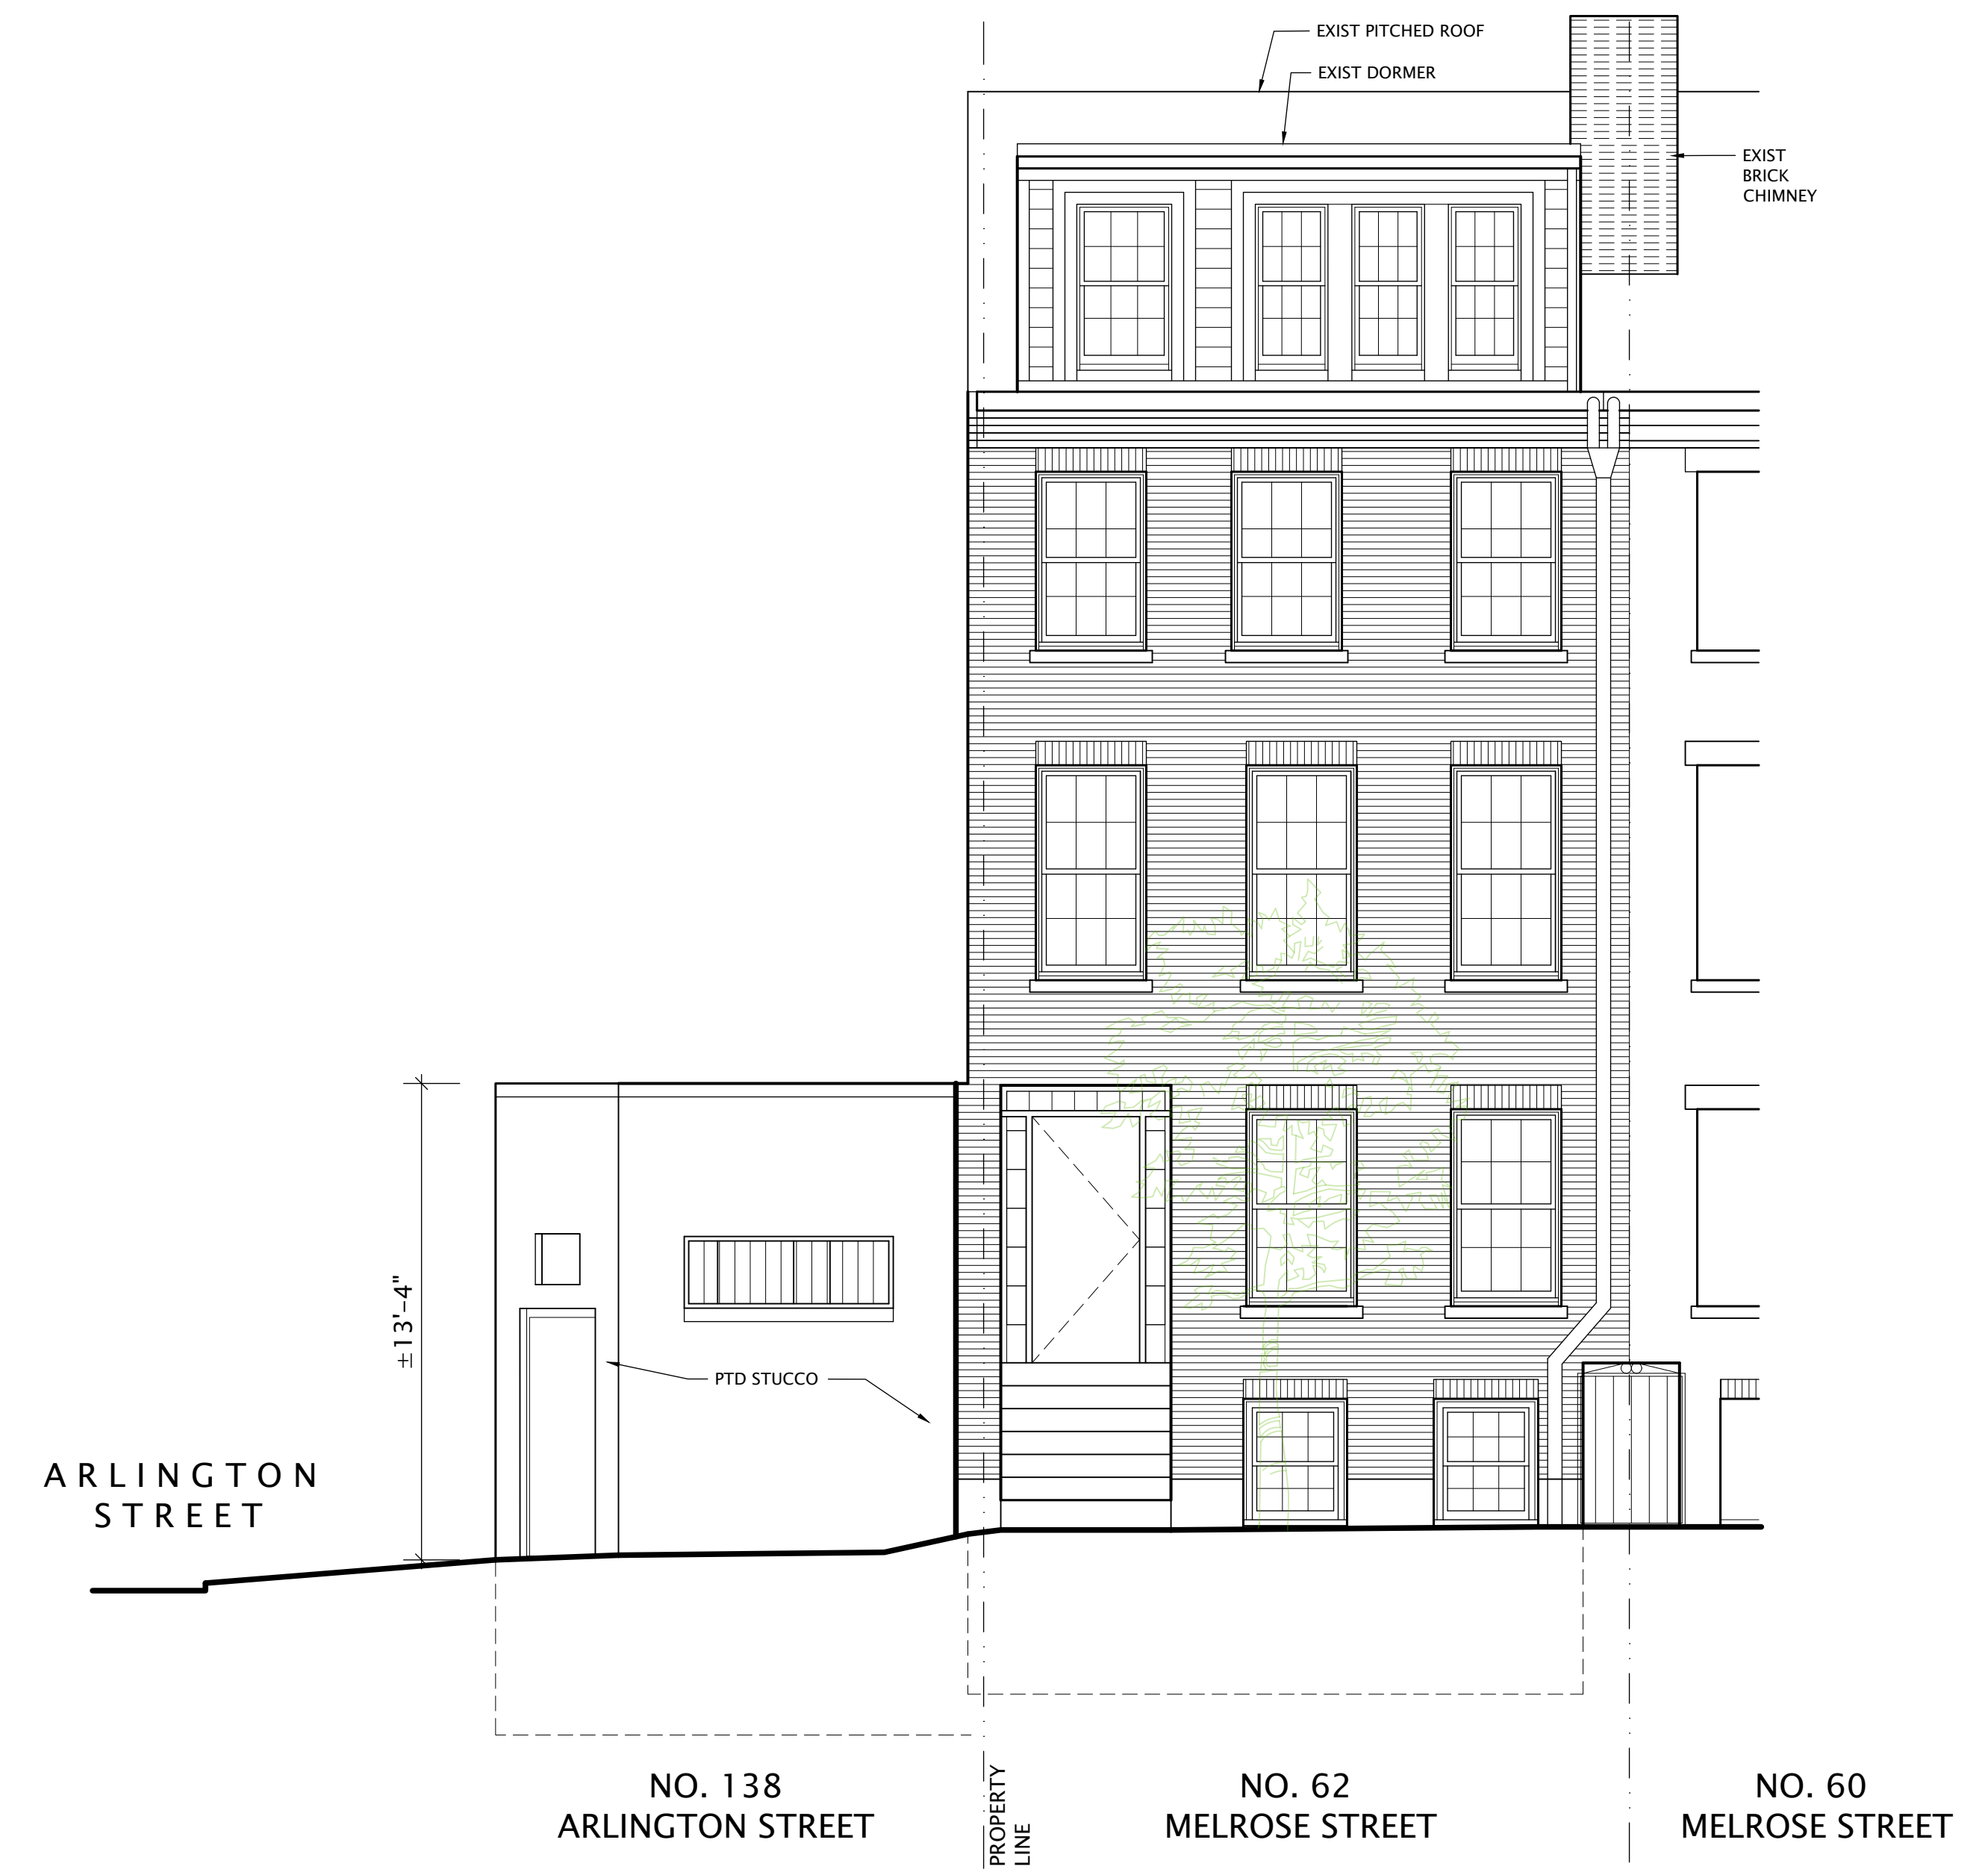 EXIST PITCHED ROOF
EXIST DORMER
EXIST
BRICK
CHIMNEY
±13'-4"
PTD STUCCO
ARLINGTON
STREET
NO. 138
ARLINGTON STREET
PROPERTY
LINE
NO. 62
MELROSE STREET
NO. 60
MELROSE STREET